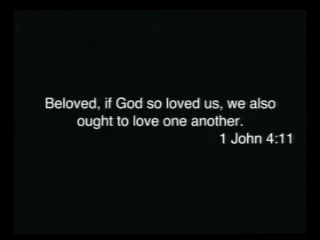 Beloved, if God so loved us, we also
ought to love one another.
1 John 4:11